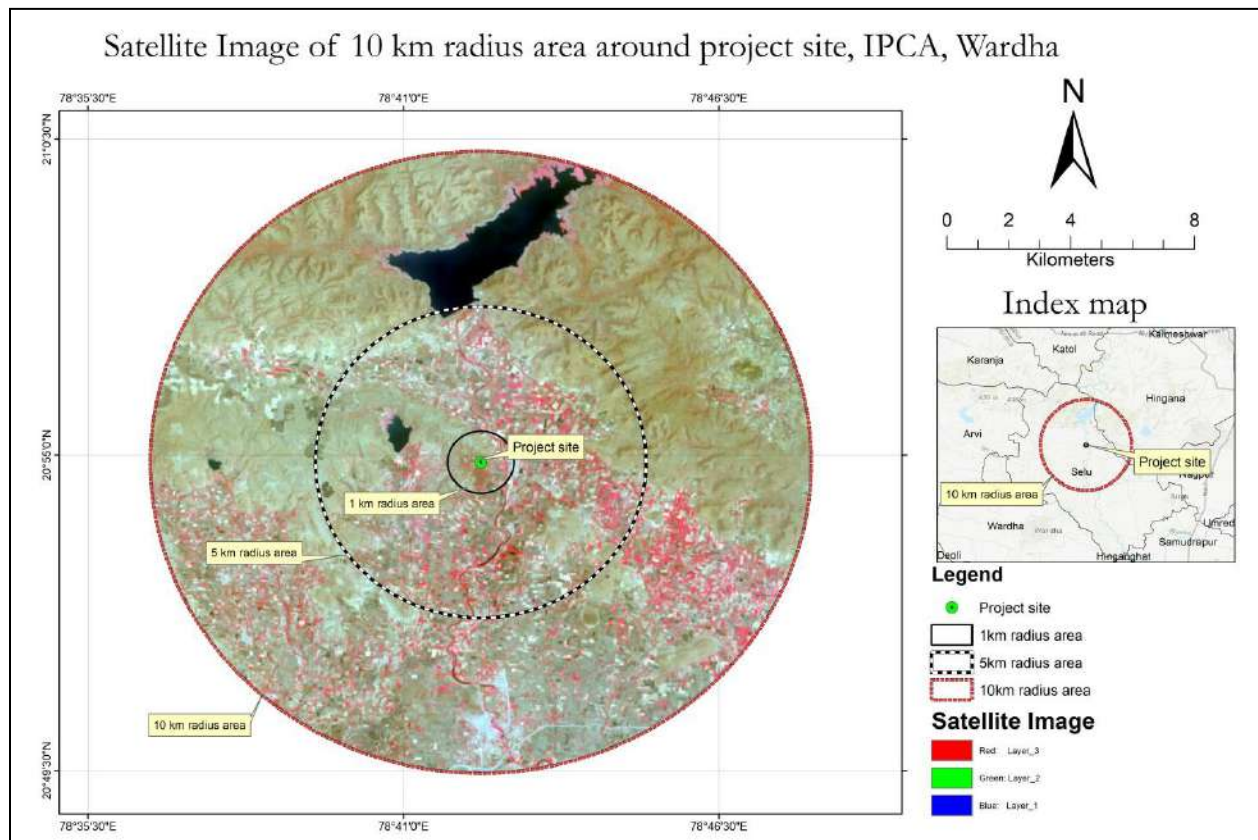 Satellite Image of 10 km radius area around project site, IPCA, Wardha
78°35'30"E
78°41'0"E
78°46'30"E
21°0'30"N
20°55'0"N
20°49'30"N
Project site
1 km radius area
5 km radius area
10 km radius area
78°35'30"E
78°41'0"E
78°46'30"E
N
0 2 4 6 8
Kilometers
Index map
Kalmeshwar
Katol
Karanja
Hingana
Arvi
Project site
Selu
Nagpur
10 km radius area
Wardha
Umred
Samudrapur
Deoli
Hinganghat
Legend
Project site
1km radius area
5km radius area
10km radius area
Satellite Image
Red: Layer_3
Green: Layer_2
Blue: Layer_1